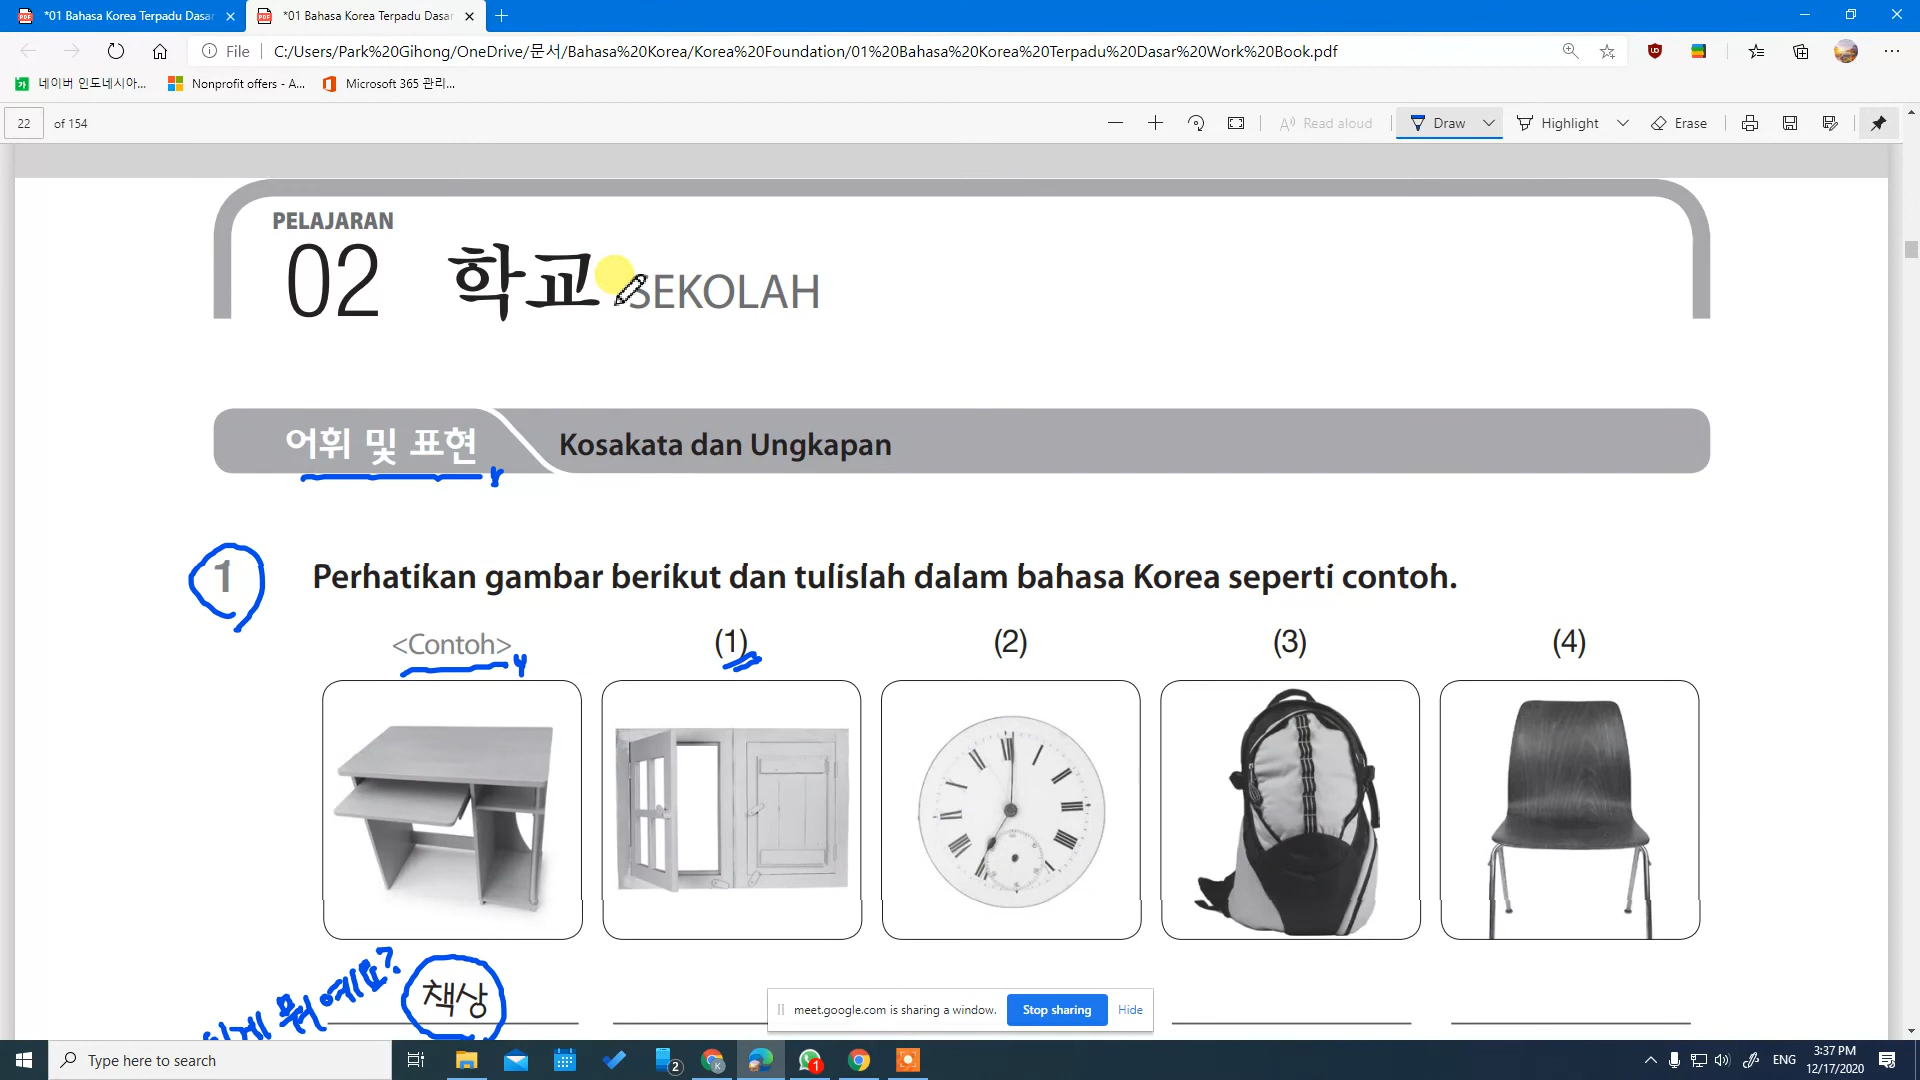 *01 Bahasa Korea Terpadu Dasar
*01 Bahasa Korea Terpadu Dasar
File
C:/Users/Park%20Gihong/OneDrive/문서/Bahasa%20Korea/Korea%20Foundation/01%20Bahasa%20Korea%20Terpadu%20Dasar%20Work%20Book.pdf
네이버 인도네시아...
Nonprofit offers - A...
Microsoft 365 관리...
22
of 154
Read aloud
Draw
Highlight
Erase
PELAJARAN
02
학교
SEKOLAH
어휘 및 표현
Kosakata dan Ungkapan
1
Perhatikan gambar berikut dan tulislah dalam bahasa Korea seperti contoh.
<Contoh>
(1)
(2)
(3)
(4)
이게 뭐예요?
책상
meet.google.com is sharing a window.
Stop sharing
Hide
Type here to search
2
1
ENG
3:37 PM
12/17/2020